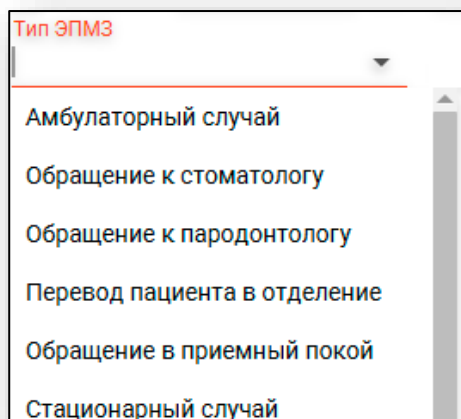 Тип ЭПМЗ
Амбулаторный случай
Обращение к стоматологу
Обращение к пародонтологу
Перевод пациента в отделение
Обращение в приемный покой
Стационарный случай